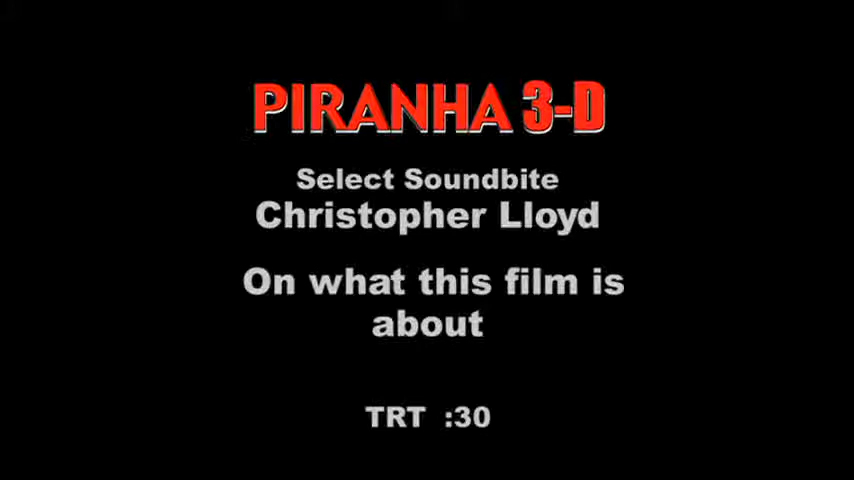 PIRANHA 3-D
Select Soundbite
Christopher Lloyd
On what this film is
about
TRT :30